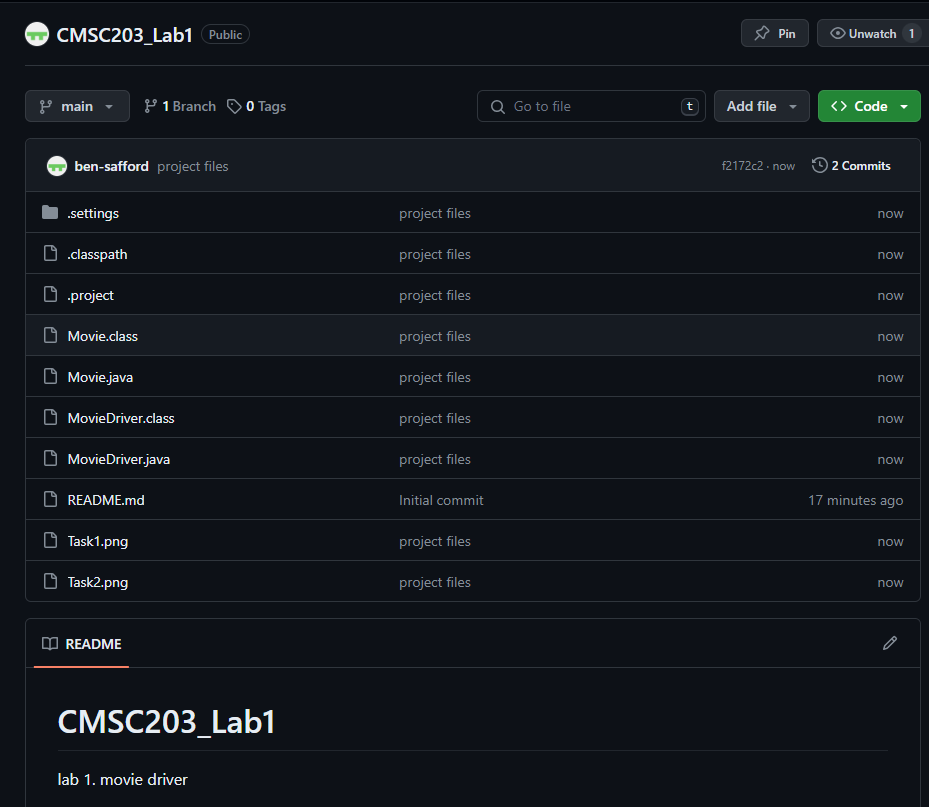 CMSC203_Lab1 Public Pin Unwatch 1
main 1 Branch 0 Tags Go to file t Add file Code
ben-safford project files f2172c2 · now 2 Commits
.settings project files now
.classpath project files now
.project project files now
Movie.class project files now
Movie.java project files now
MovieDriver.class project files now
MovieDriver.java project files now
README.md Initial commit 17 minutes ago
Task1.png project files now
Task2.png project files now
README
CMSC203_Lab1
lab 1. movie driver